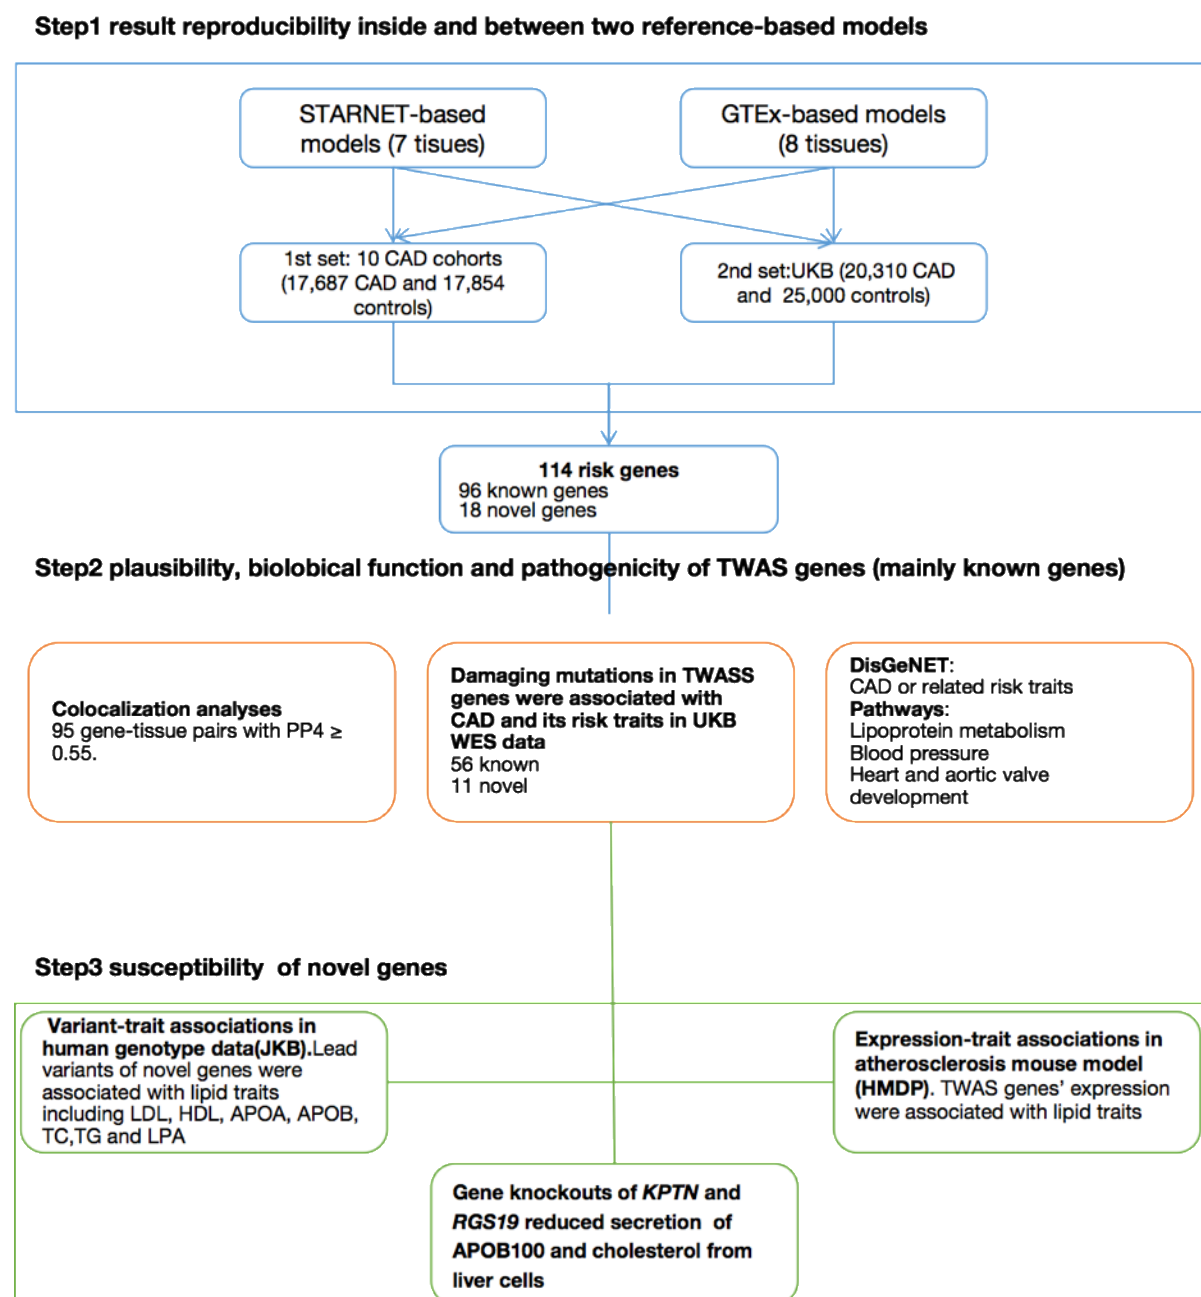 Step1 result reproducibility inside and between two reference-based models
STARNET-based
models (7 tisues)
GTEx-based models
(8 tissues)
1st set: 10 CAD cohorts
(17,687 CAD and 17,854
controls)
2nd set:UKB (20,310 CAD
and  25,000 controls)
114 risk genes
96 known genes
18 novel genes
Step2 plausibility, biolobical function and pathogenicity of TWAS genes (mainly known genes)
Colocalization analyses
95 gene-tissue pairs with PP4 ≥
0.55.
Damaging mutations in TWASS
genes were associated with
CAD and its risk traits in UKB
WES data
56 known
11 novel
DisGeNET:
CAD or related risk traits
Pathways:
Lipoprotein metabolism
Blood pressure
Heart and aortic valve
development
Step3 susceptibility  of novel genes
Variant-trait associations in
human genotype data(JKB).Lead
variants of novel genes were
associated with lipid traits
including LDL, HDL, APOA, APOB,
TC,TG and LPA
Expression-trait associations in
atherosclerosis mouse model
(HMDP). TWAS genes’ expression
were associated with lipid traits
Gene knockouts of KPTN and
RGS19 reduced secretion  of
APOB100 and cholesterol from
liver cells